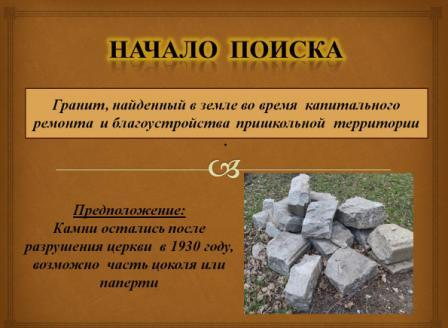 НАЧАЛО ПОИСКА
Гранит, найденный в земле во время капитального
ремонта и благоустройства пришкольной территории
.
Предположение:
Камни остались после
разрушения церкви в 1930 году,
возможно часть цоколя или
паперти